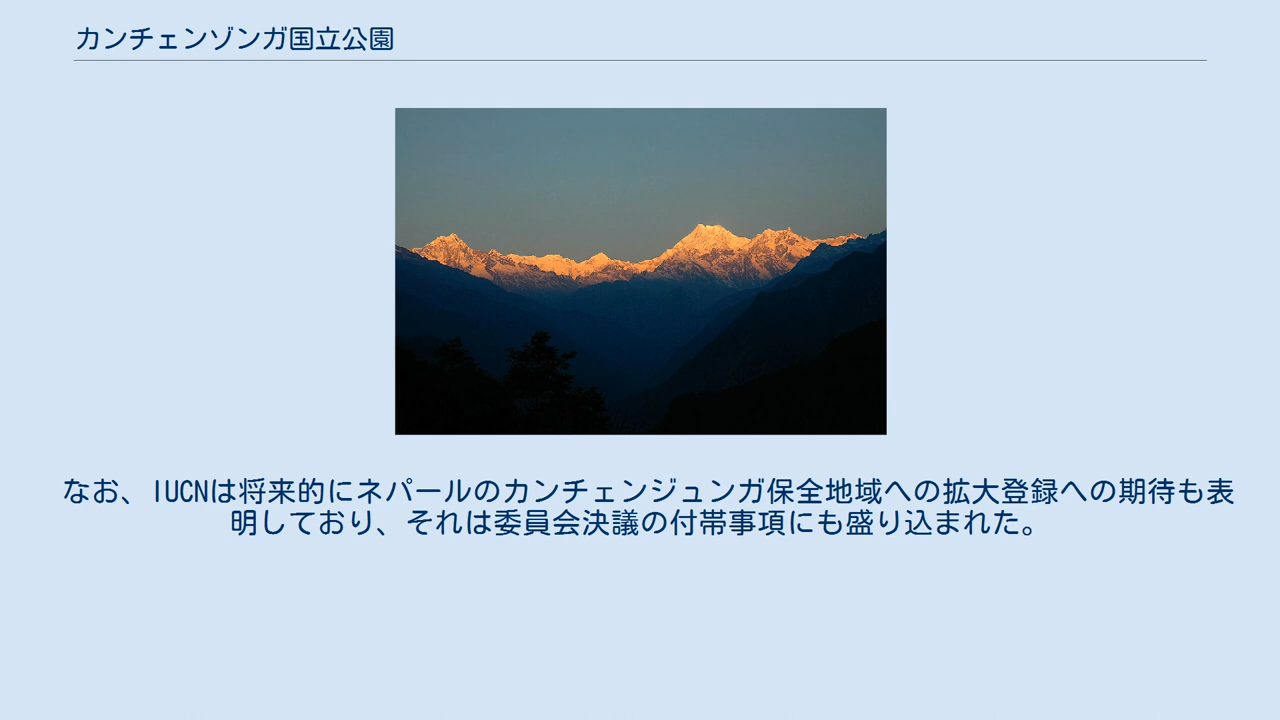 カンチェンゾンガ国立公園
なお、IUCNは将来的にネパールのカンチェンジュンガ保全地域への拡大登録への期待も表
明しており、それは委員会決議の付帯事項にも盛り込まれた。